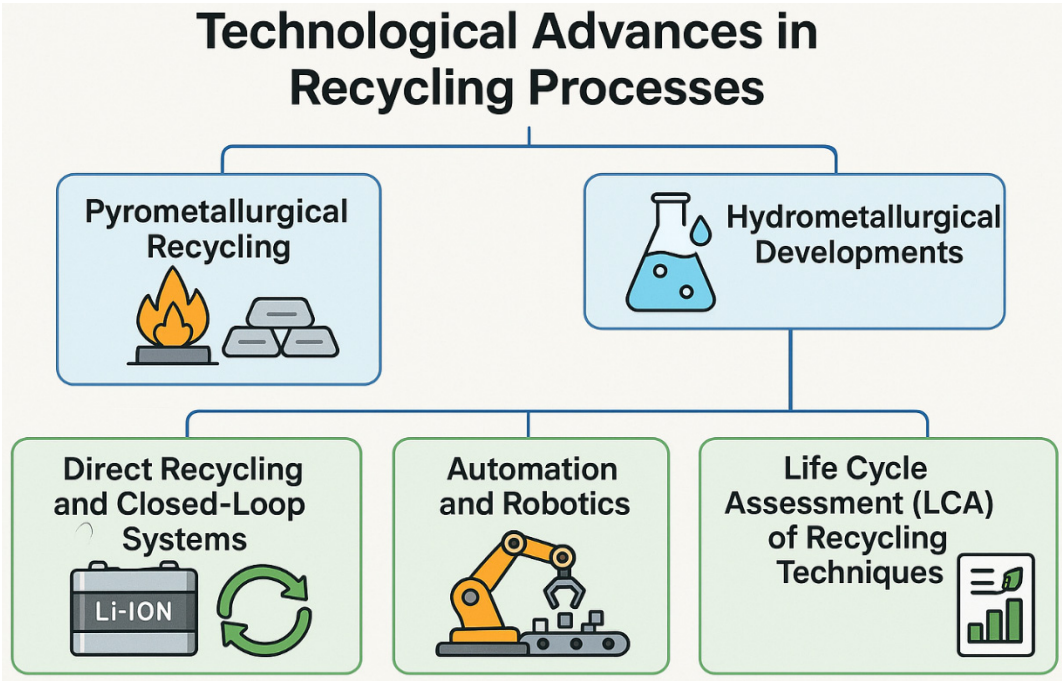 Technological Advances in
Recycling Processes
Pyrometallurgical
Recycling
Hydrometallurgical
Developments
Direct Recycling
and Closed-Loop
Systems
Li-ION
Automation
and Robotics
Life Cycle
Assessment (LCA)
of Recycling
Techniques